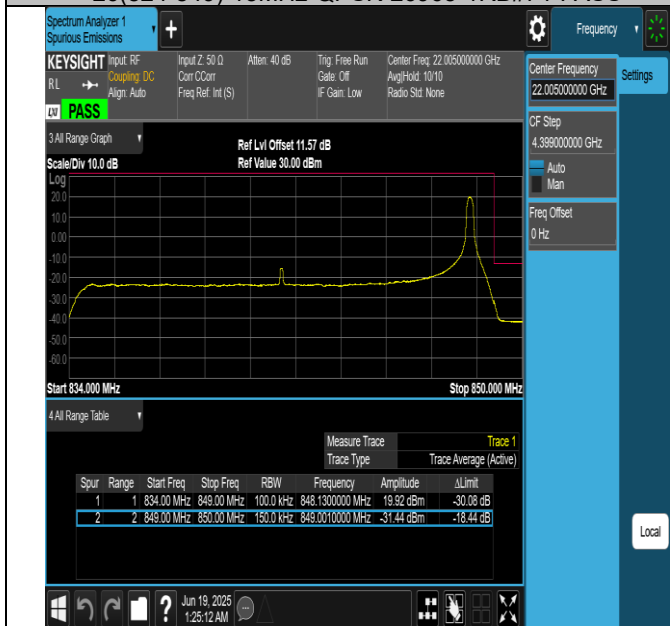 Spectrum Analyzer 1
Spurious Emissions
+
Frequency
KEYSIGHT
RL
LXI
PASS
Input: RF
Coupling: DC
Align: Auto
Input Z: 50 Ω
Corr CCorr
Freq Ref: Int (S)
Atten: 40 dB
Trig: Free Run
Gate: Off
IF Gain: Low
Center Freq: 22.005000000 GHz
Avg|Hold: 10/10
Radio Std: None
Center Frequency
22.005000000 GHz
Settings
CF Step
4.399000000 GHz
Auto
Man
Freq Offset
0 Hz
3 All Range Graph
Scale/Div 10.0 dB
Ref Lvl Offset 11.57 dB
Ref Value 30.00 dBm
Log
20.0
10.0
0.00
-10.0
-20.0
-30.0
-40.0
-50.0
-60.0
Start 834.000 MHz
Stop 850.000 MHz
4 All Range Table
Measure Trace Trace 1
Trace Type Trace Average (Active)
Spur Range Start Freq Stop Freq RBW Frequency Amplitude ΔLimit
1 1 834.00 MHz 849.00 MHz 100.0 kHz 848.1300000 MHz 19.92 dBm -30.08 dB
2 2 849.00 MHz 850.00 MHz 150.0 kHz 849.0010000 MHz -31.44 dBm -18.44 dB
Local
?
Jun 19, 2025
1:25:12 AM